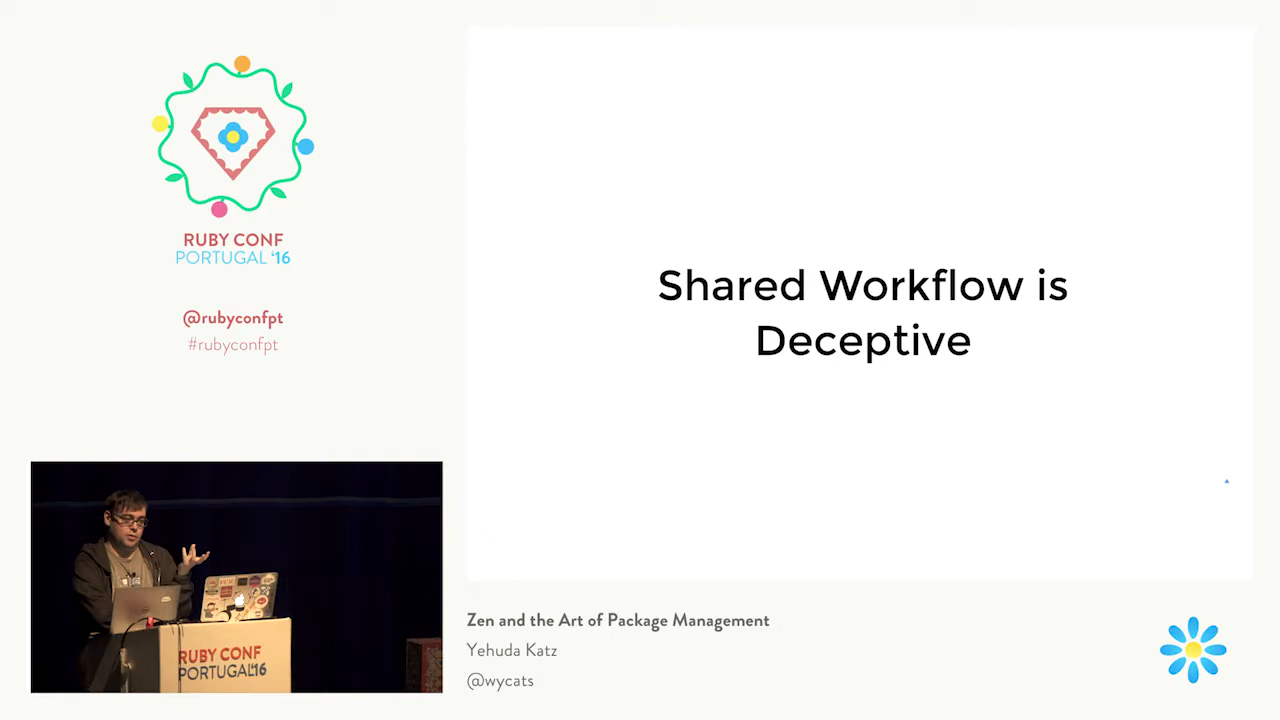 RUBY CONF
PORTUGAL ‘16
@rubyconfpt
#rubyconfpt
Shared Workflow is
Deceptive
RUBY CONF
PORTUGAL‘16
Zen and the Art of Package Management
Yehuda Katz
@wycats